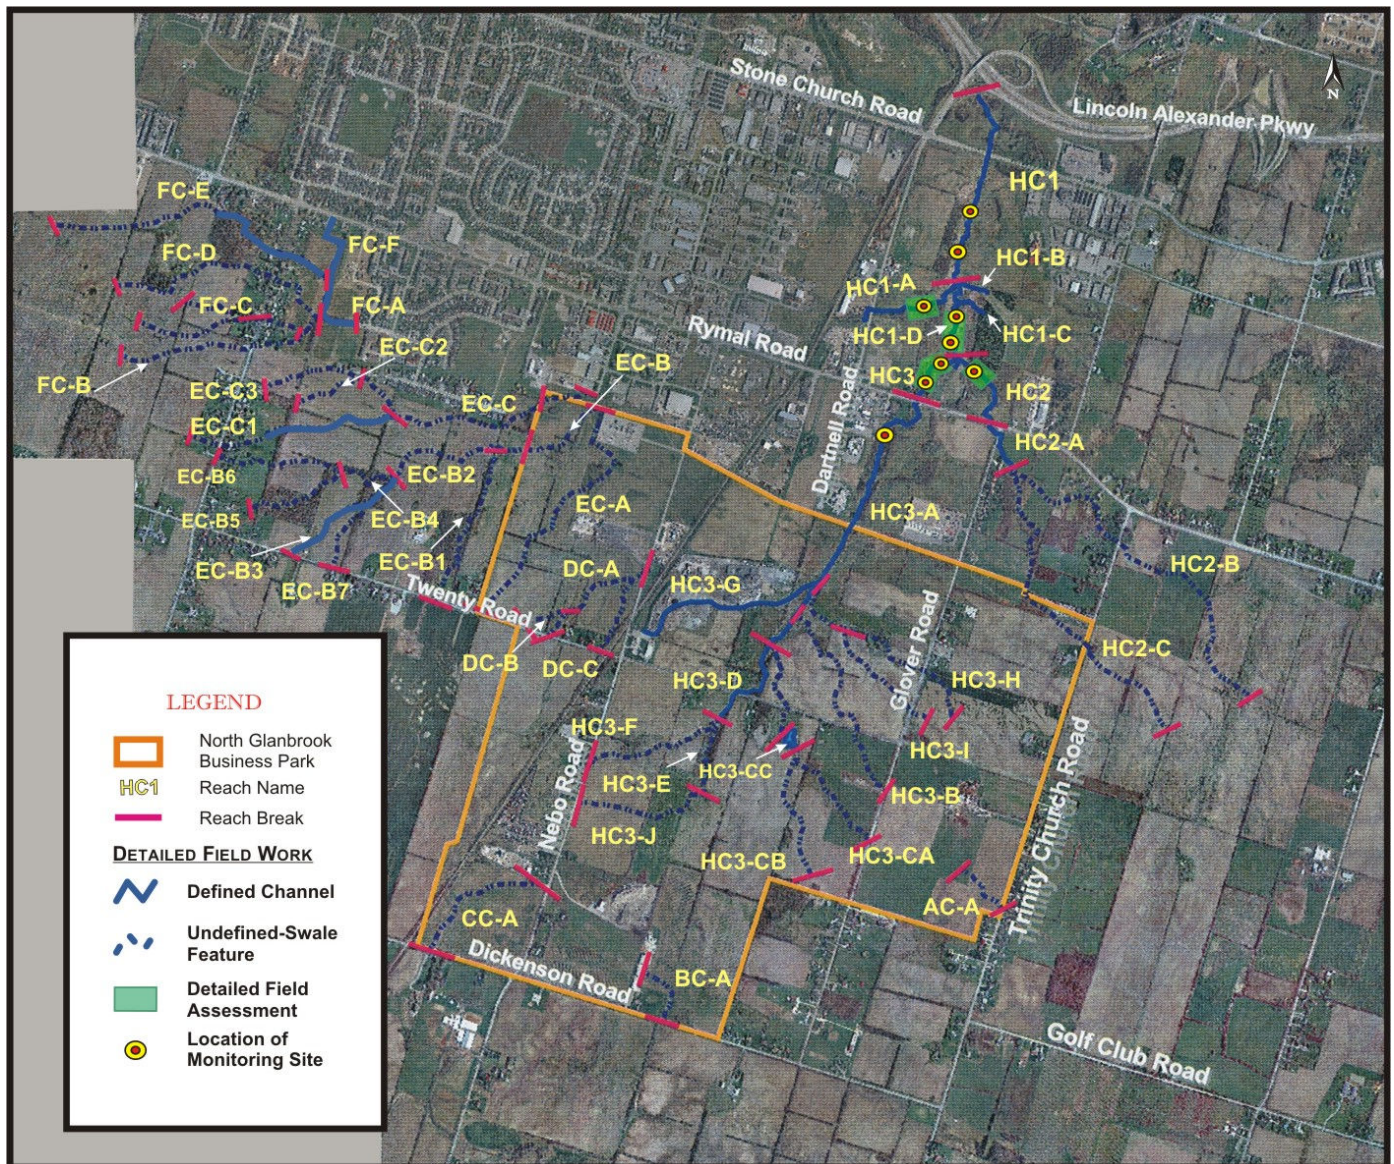 Stone Church Road
Lincoln Alexander Pkwy
N
HC1
FC-E
FC-D
FC-F
HC1-B
HC1-A
FC-C
FC-A
HC1-D
HC1-C
Rymal Road
EC-C2
EC-B
FC-B
EC-C3
EC-C
HC3
HC2
Dartnell Road
EC-C1
HC2-A
EC-B6
EC-B2
EC-A
HC3-A
EC-B5
EC-B4
EC-B1
EC-B3
DC-A
HC3-G
HC2-B
EC-B7
Twenty Road
Glover Road
DC-B
DC-C
HC3-D
HC2-C
HC3-H
HC3-F
HC3-I
HC3-CC
HC3-E
HC3-B
Nebo Road
HC3-J
HC3-CB
HC3-CA
Trinity Church Road
AC-A
CC-A
Dickenson Road
BC-A
Golf Club Road
LEGEND
North Glanbrook
Business Park
HC1
Reach Name
Reach Break
DETAILED FIELD WORK
Defined Channel
Undefined-Swale
Feature
Detailed Field
Assessment
Location of
Monitoring Site